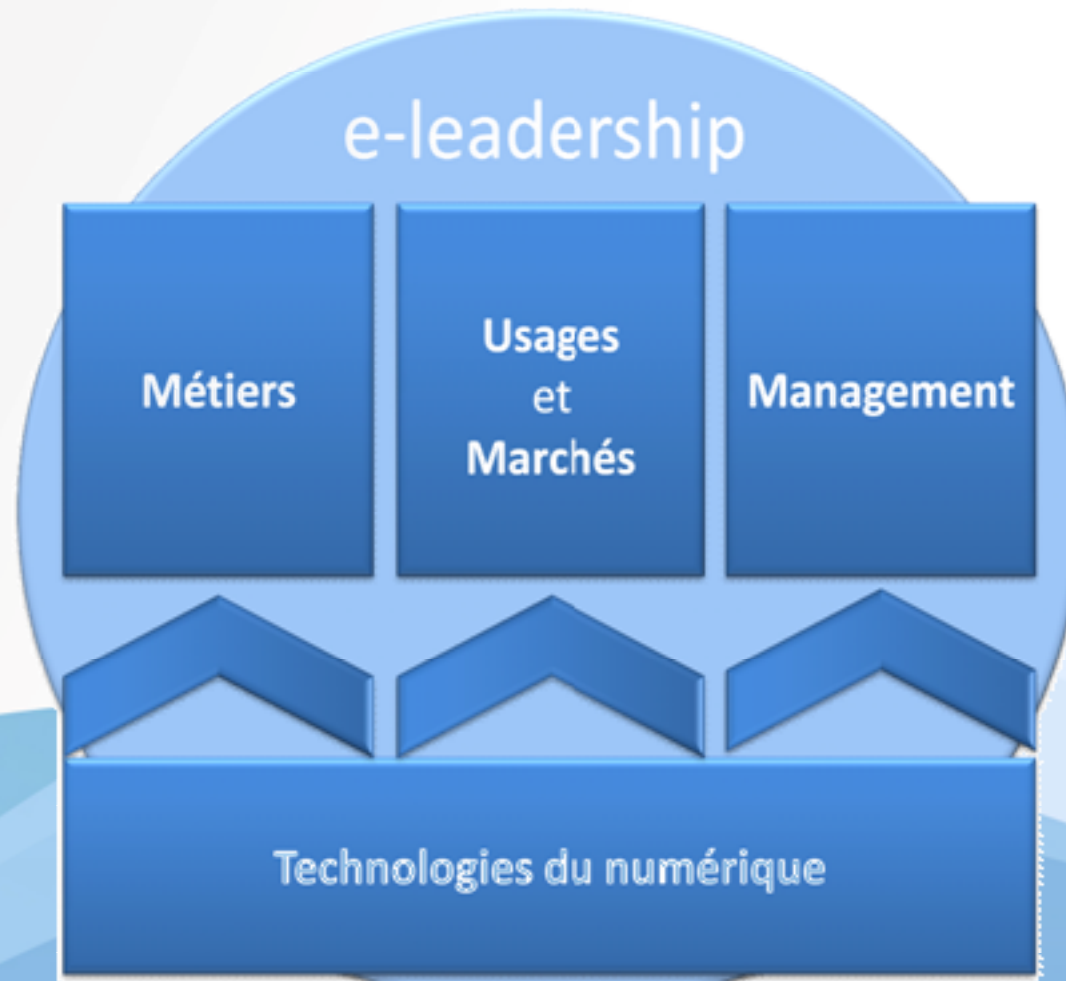 e-leadership
Métiers
Usages
et
Marchés
Management
Technologies du numérique